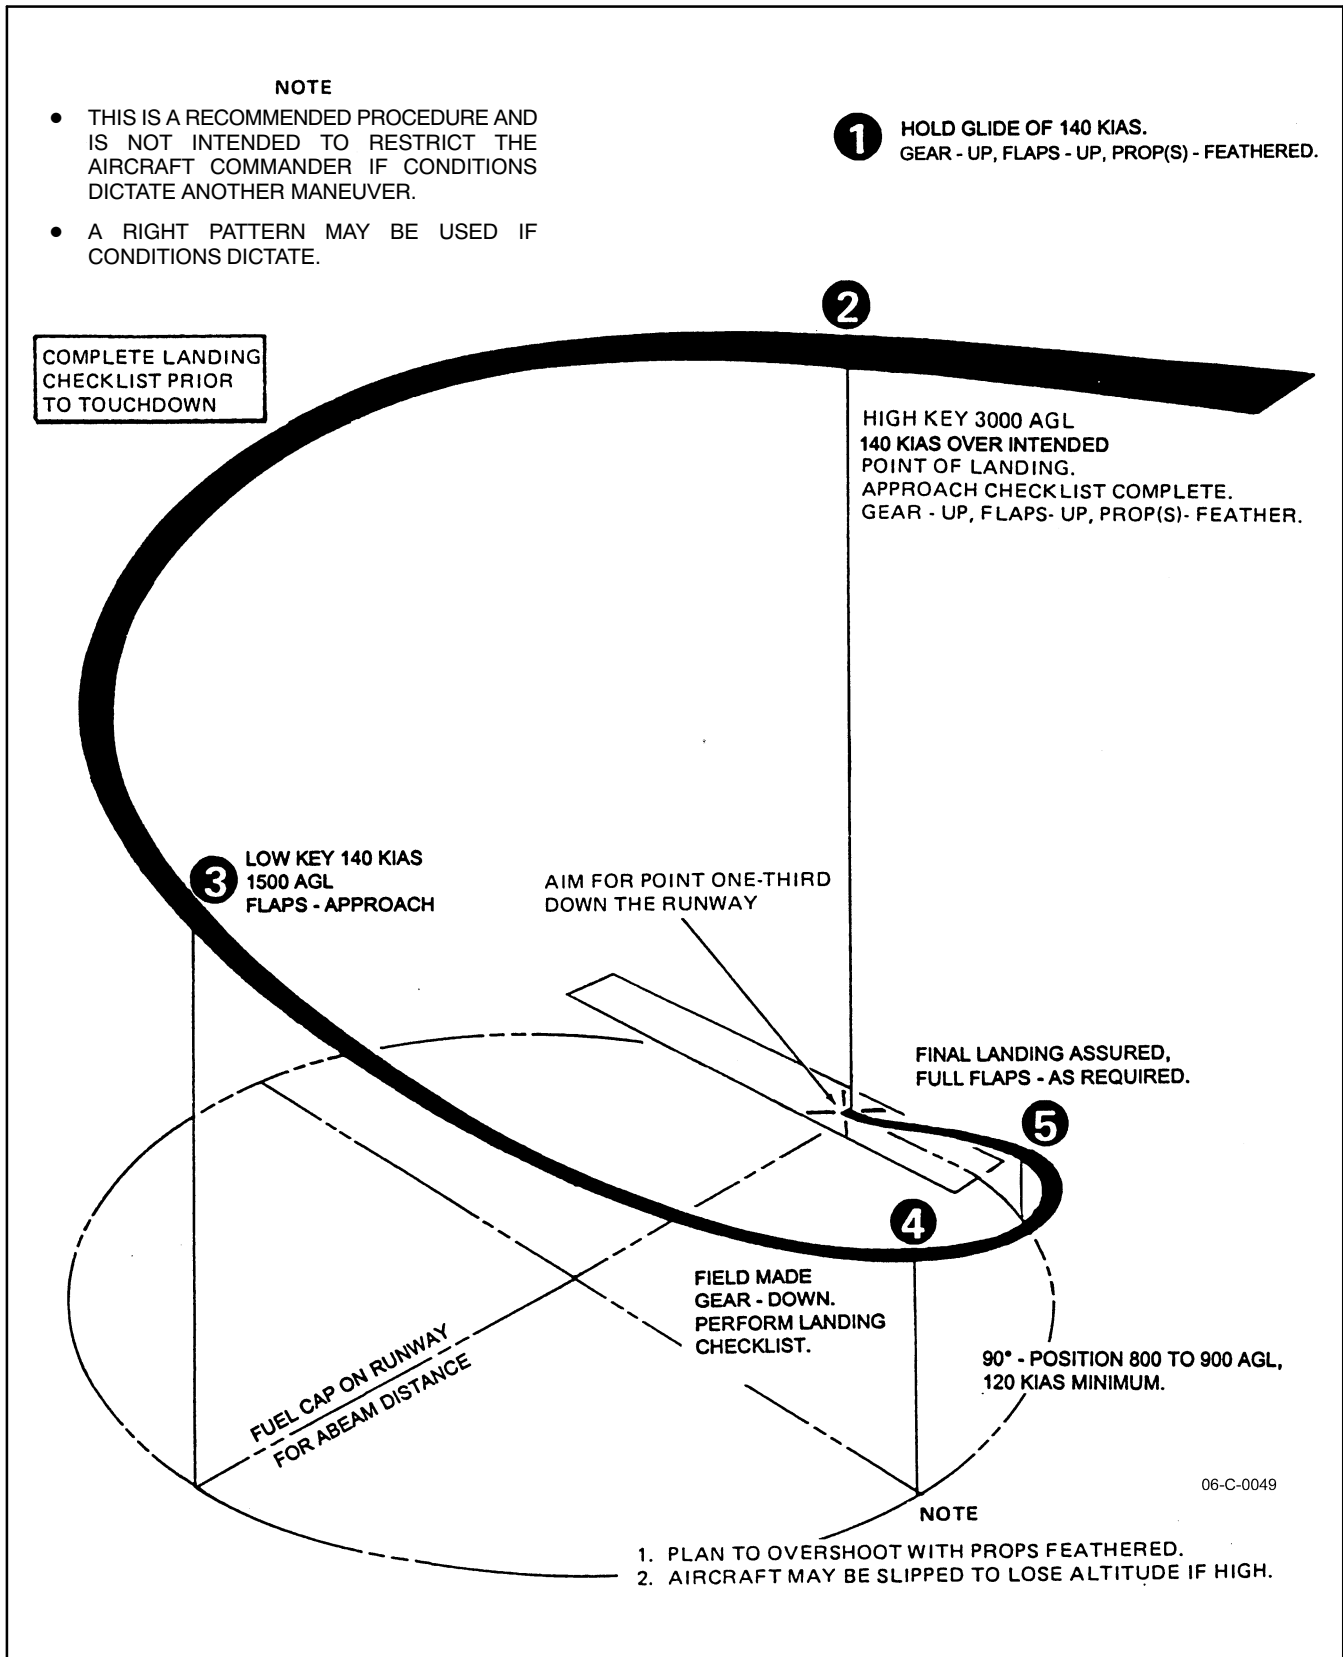 NOTE
● THIS IS A RECOMMENDED PROCEDURE AND
IS NOT INTENDED TO RESTRICT THE
AIRCRAFT COMMANDER IF CONDITIONS
DICTATE ANOTHER MANEUVER.
● A RIGHT PATTERN MAY BE USED IF
CONDITIONS DICTATE.
1 HOLD GLIDE OF 140 KIAS.
GEAR - UP, FLAPS - UP, PROP(S) - FEATHERED.
2
COMPLETE LANDING
CHECKLIST PRIOR
TO TOUCHDOWN
HIGH KEY 3000 AGL
140 KIAS OVER INTENDED
POINT OF LANDING.
APPROACH CHECKLIST COMPLETE.
GEAR - UP, FLAPS- UP, PROP(S)- FEATHER.
3 LOW KEY 140 KIAS
1500 AGL
FLAPS - APPROACH
AIM FOR POINT ONE-THIRD
DOWN THE RUNWAY
FINAL LANDING ASSURED,
FULL FLAPS - AS REQUIRED.
5
4
FIELD MADE
GEAR - DOWN.
PERFORM LANDING
CHECKLIST.
90° - POSITION 800 TO 900 AGL,
120 KIAS MINIMUM.
FUEL CAP ON RUNWAY
FOR ABEAM DISTANCE
06-C-0049
NOTE
1. PLAN TO OVERSHOOT WITH PROPS FEATHERED.
2. AIRCRAFT MAY BE SLIPPED TO LOSE ALTITUDE IF HIGH.